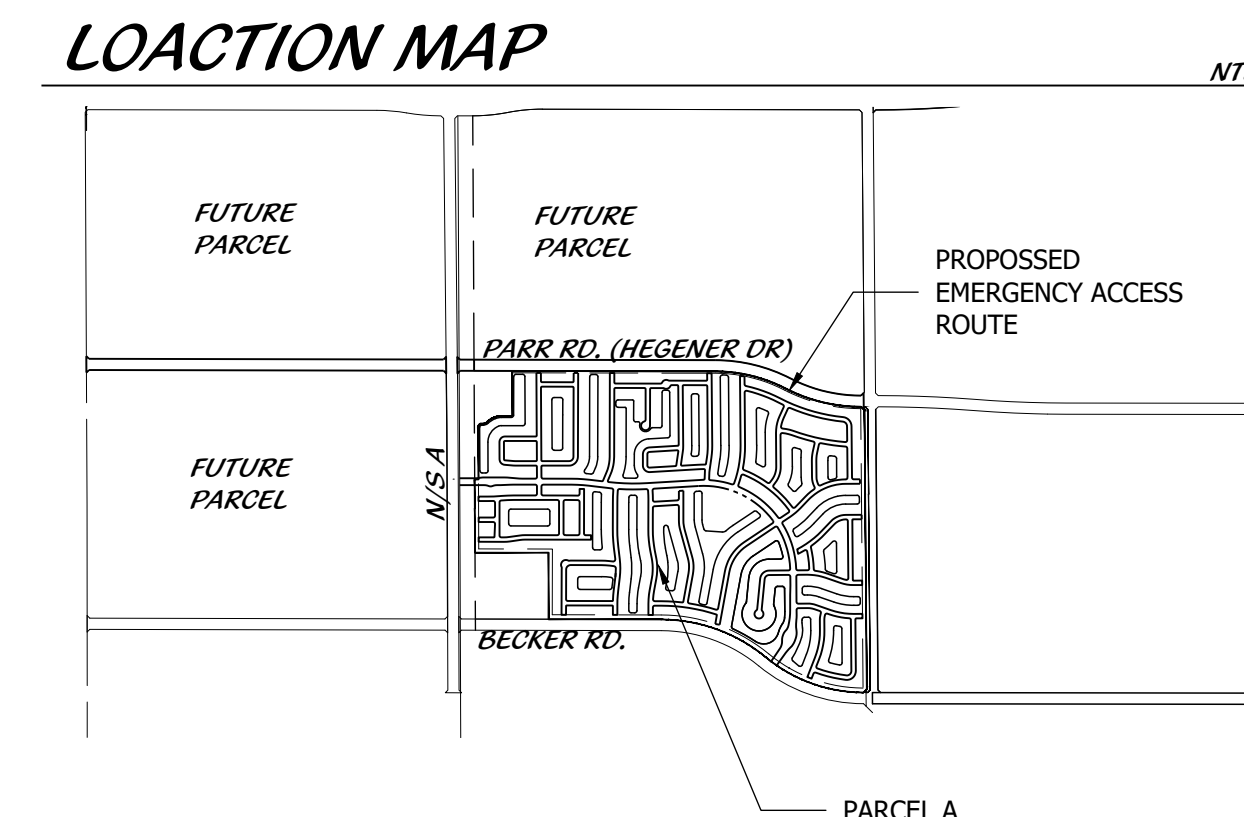 LOACTION MAP
NT
FUTURE
PARCEL
FUTURE
PARCEL
PROPOSSED
EMERGENCY ACCESS
ROUTE
PARR RD. (HEGENER DR)
FUTURE
PARCEL
N/S A
BECKER RD.
PARCEL A